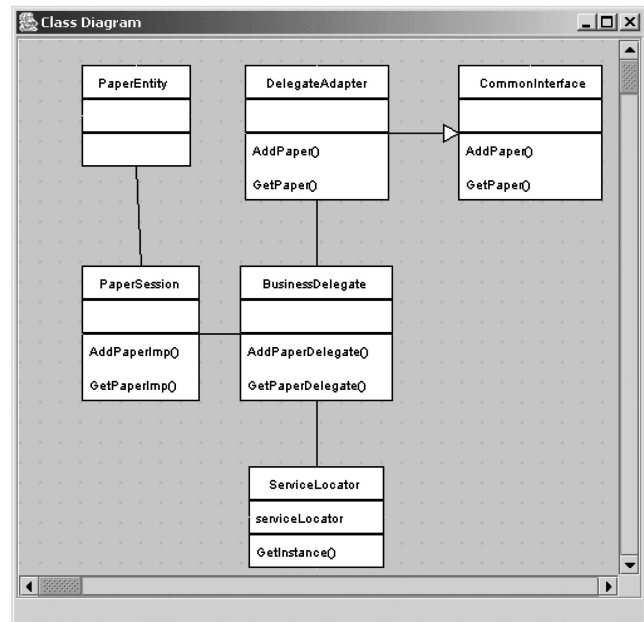 Class Diagram
PaperEntity
DelegateAdapter
AddPaper()
GetPaper()
CommonInterface
AddPaper()
GetPaper()
PaperSession
AddPaperImp()
GetPaperImp()
BusinessDelegate
AddPaperDelegate()
GetPaperDelegate()
ServiceLocator
serviceLocator
GetInstance()